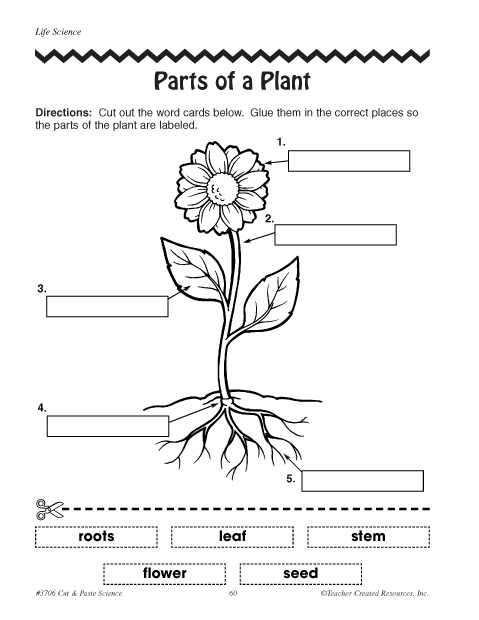 Life Science
Parts of a Plant
Directions: Cut out the word cards below. Glue them in the correct places so
the parts of the plant are labeled.
1.
2.
3.
4.
5.
roots leaf stem
flower seed
#3706 Cut & Paste Science 60 ©Teacher Created Resources, Inc.